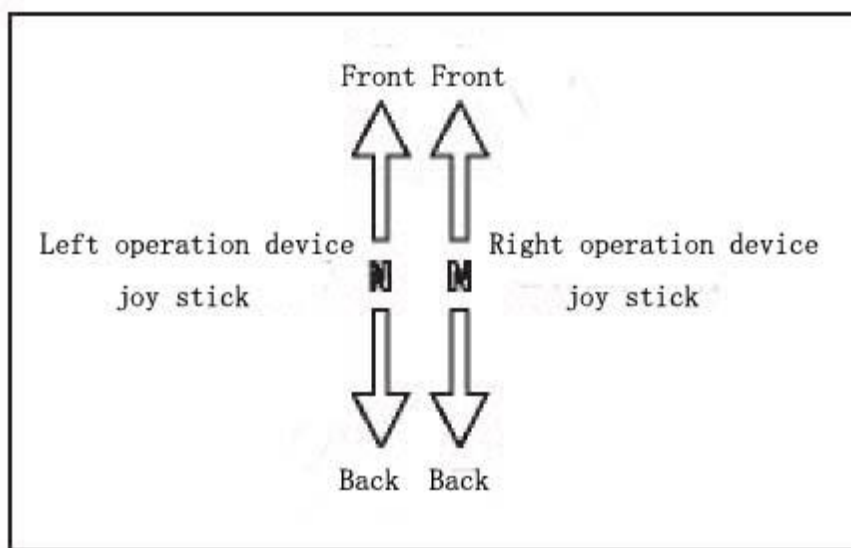 Front Front
Left operation device
joy stick
N N
Right operation device
joy stick
Back Back